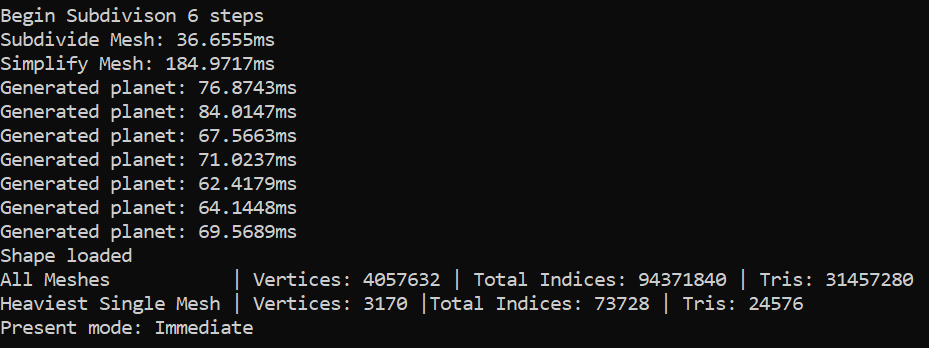 Begin Subdivison 6 steps
Subdivide Mesh: 36.6555ms
Simplify Mesh: 184.9717ms
Generated planet: 76.8743ms
Generated planet: 84.0147ms
Generated planet: 67.5663ms
Generated planet: 71.0237ms
Generated planet: 62.4179ms
Generated planet: 64.1448ms
Generated planet: 69.5689ms
Shape loaded
All Meshes           | Vertices: 4057632 | Total Indices: 94371840 | Tris: 31457280
Heaviest Single Mesh | Vertices: 3170 |Total Indices: 73728 | Tris: 24576
Present mode: Immediate